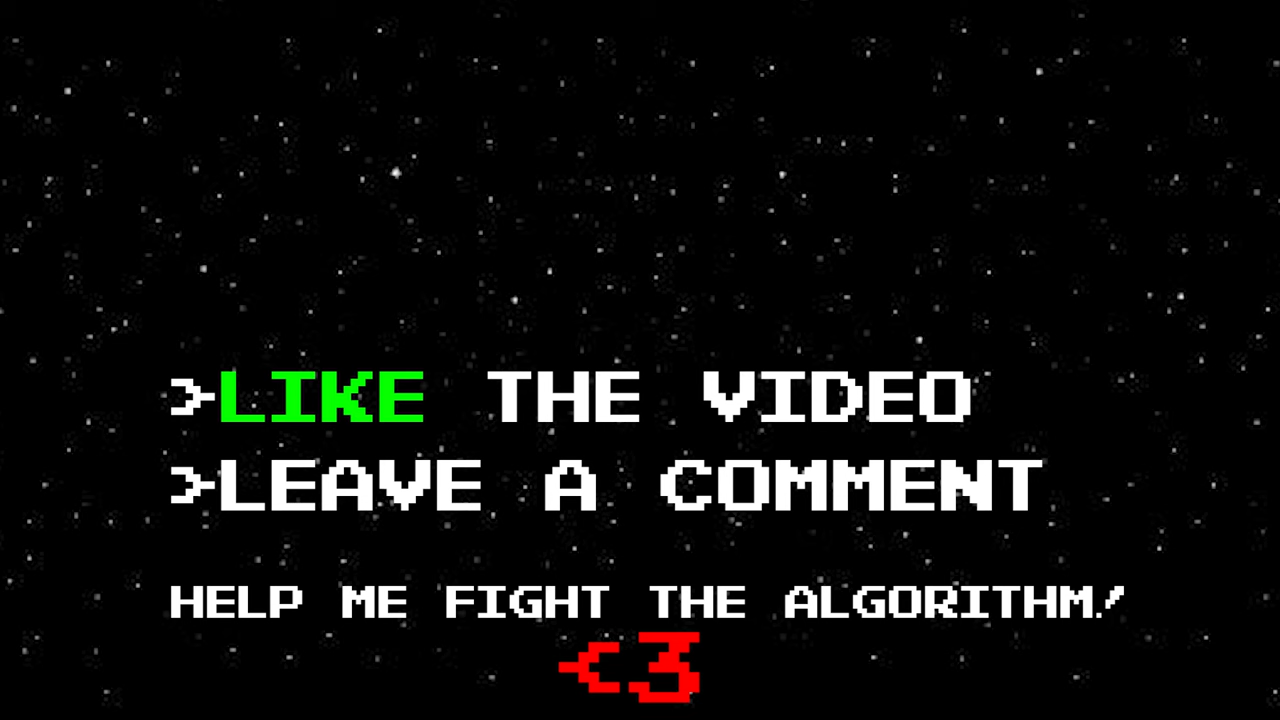 >LIKE THE VIDEO
>LEAVE A COMMENT
HELP ME FIGHT THE ALGORITHM!
<3